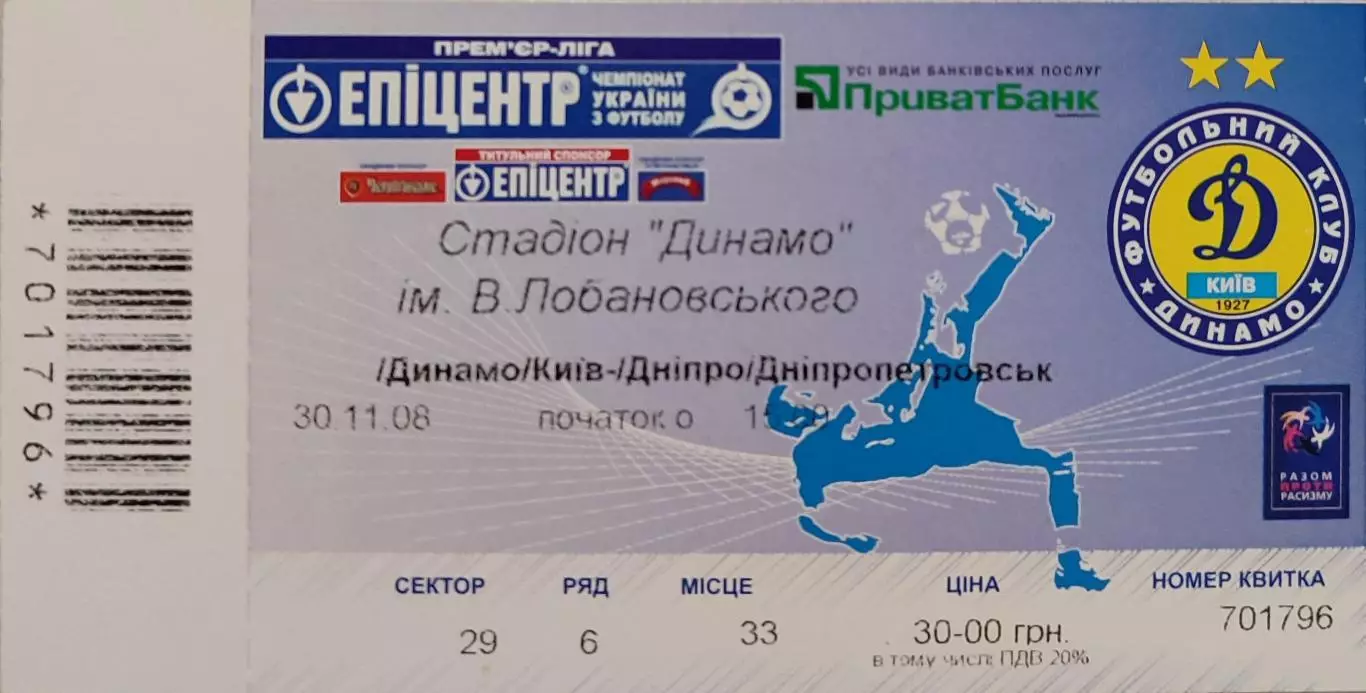 ПРЕМ'ЄР-ЛІГА
ЕПІЦЕНТР® ЧЕМПІОНАТ УКРАЇНИ З ФУТБОЛУ
УСІ ВИДИ БАНКІВСЬКИХ ПОСЛУГ
ПриватБанк
ТИТУЛЬНИЙ СПОНСОР
ЕПІЦЕНТР
ФУТБОЛЬНИЙ КЛУБ
Д
КИЇВ
1927
ДИНАМО
Стадіон "Динамо"
ім. В.Лобановського
/Динамо/Київ-/Дніпро/Дніпропетровськ
30.11.08 початок о
РАЗОМ
ПРОТИ
РАСИЗМУ
СЕКТОР РЯД МІСЦЕ ЦІНА НОМЕР КВИТКА
29 6 33 30-00 грн. 701796
в тому числі ПДВ 20%
*701796*